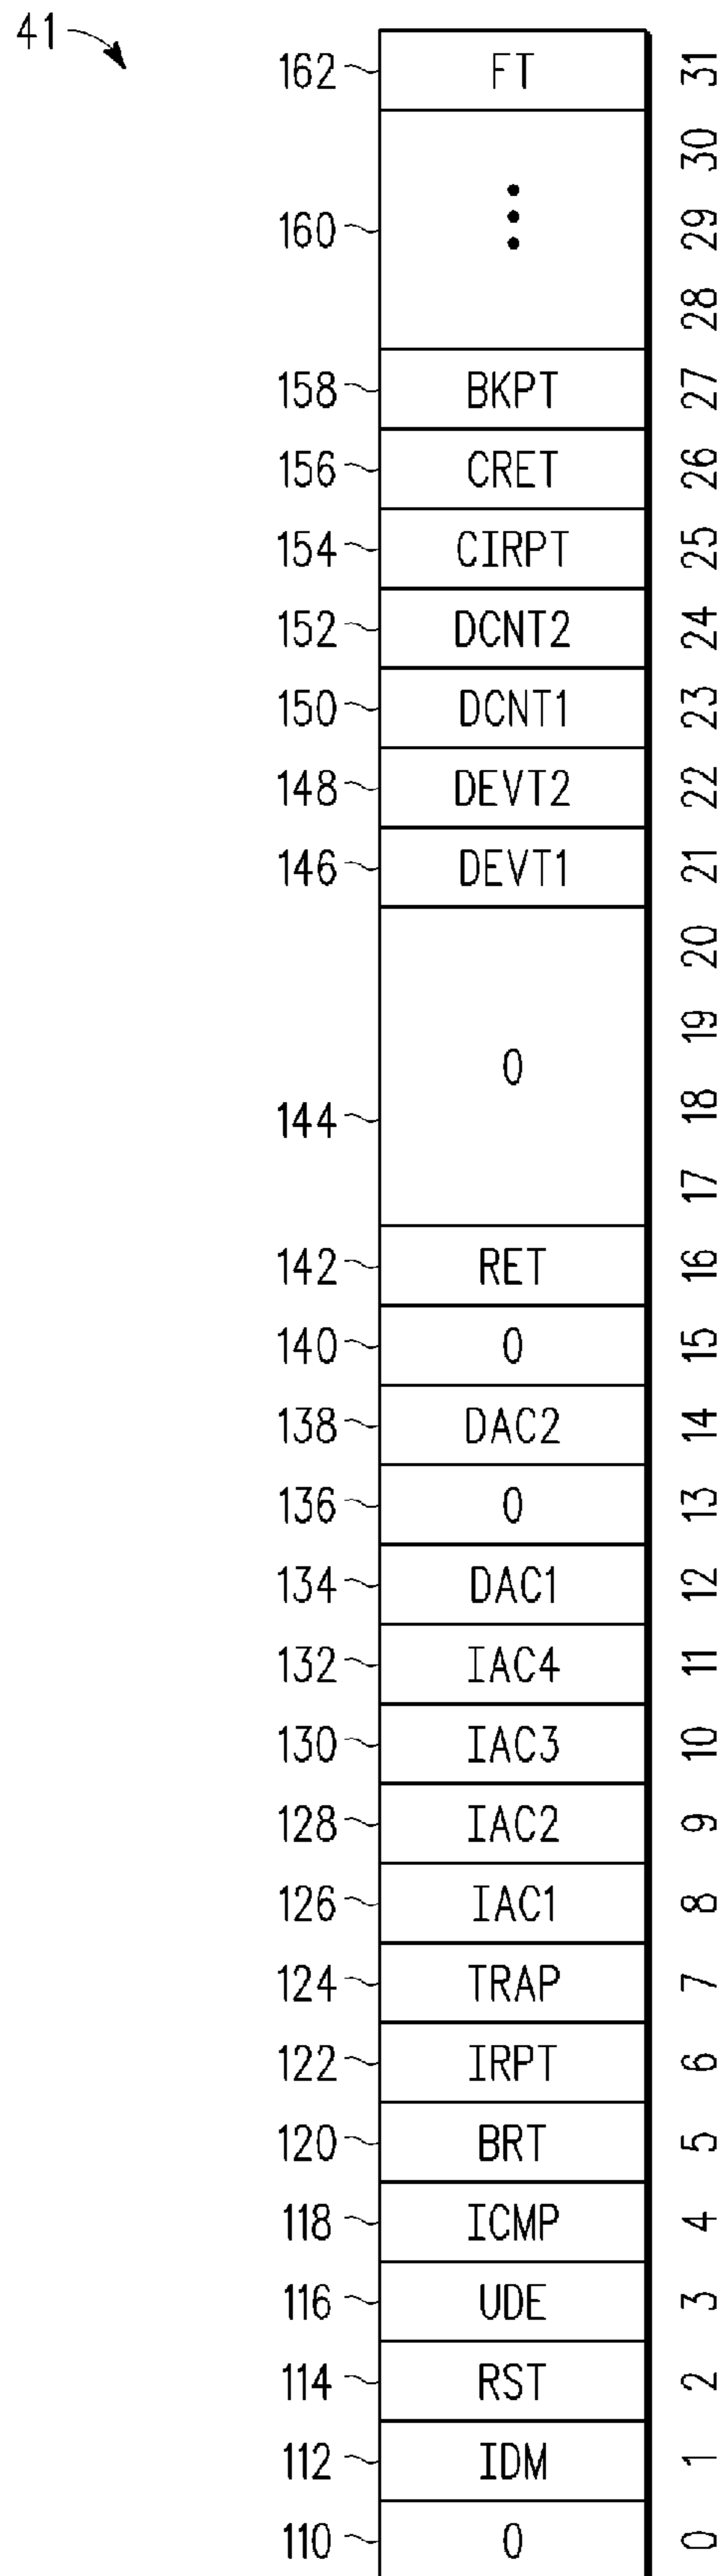 41
162 FT 31
30
160 29
28
158 BKPT 27
156 CRET 26
154 CIRPT 25
152 DCNT2 24
150 DCNT1 23
148 DEVT2 22
146 DEVT1 21
20
19
0
144 18
17
142 RET 16
140 0 15
138 DAC2 14
136 0 13
134 DAC1 12
132 IAC4 11
130 IAC3 10
128 IAC2 9
126 IAC1 8
124 TRAP 7
122 IRPT 6
120 BRT 5
118 ICMP 4
116 UDE 3
114 RST 2
112 IDM 1
110 0 0